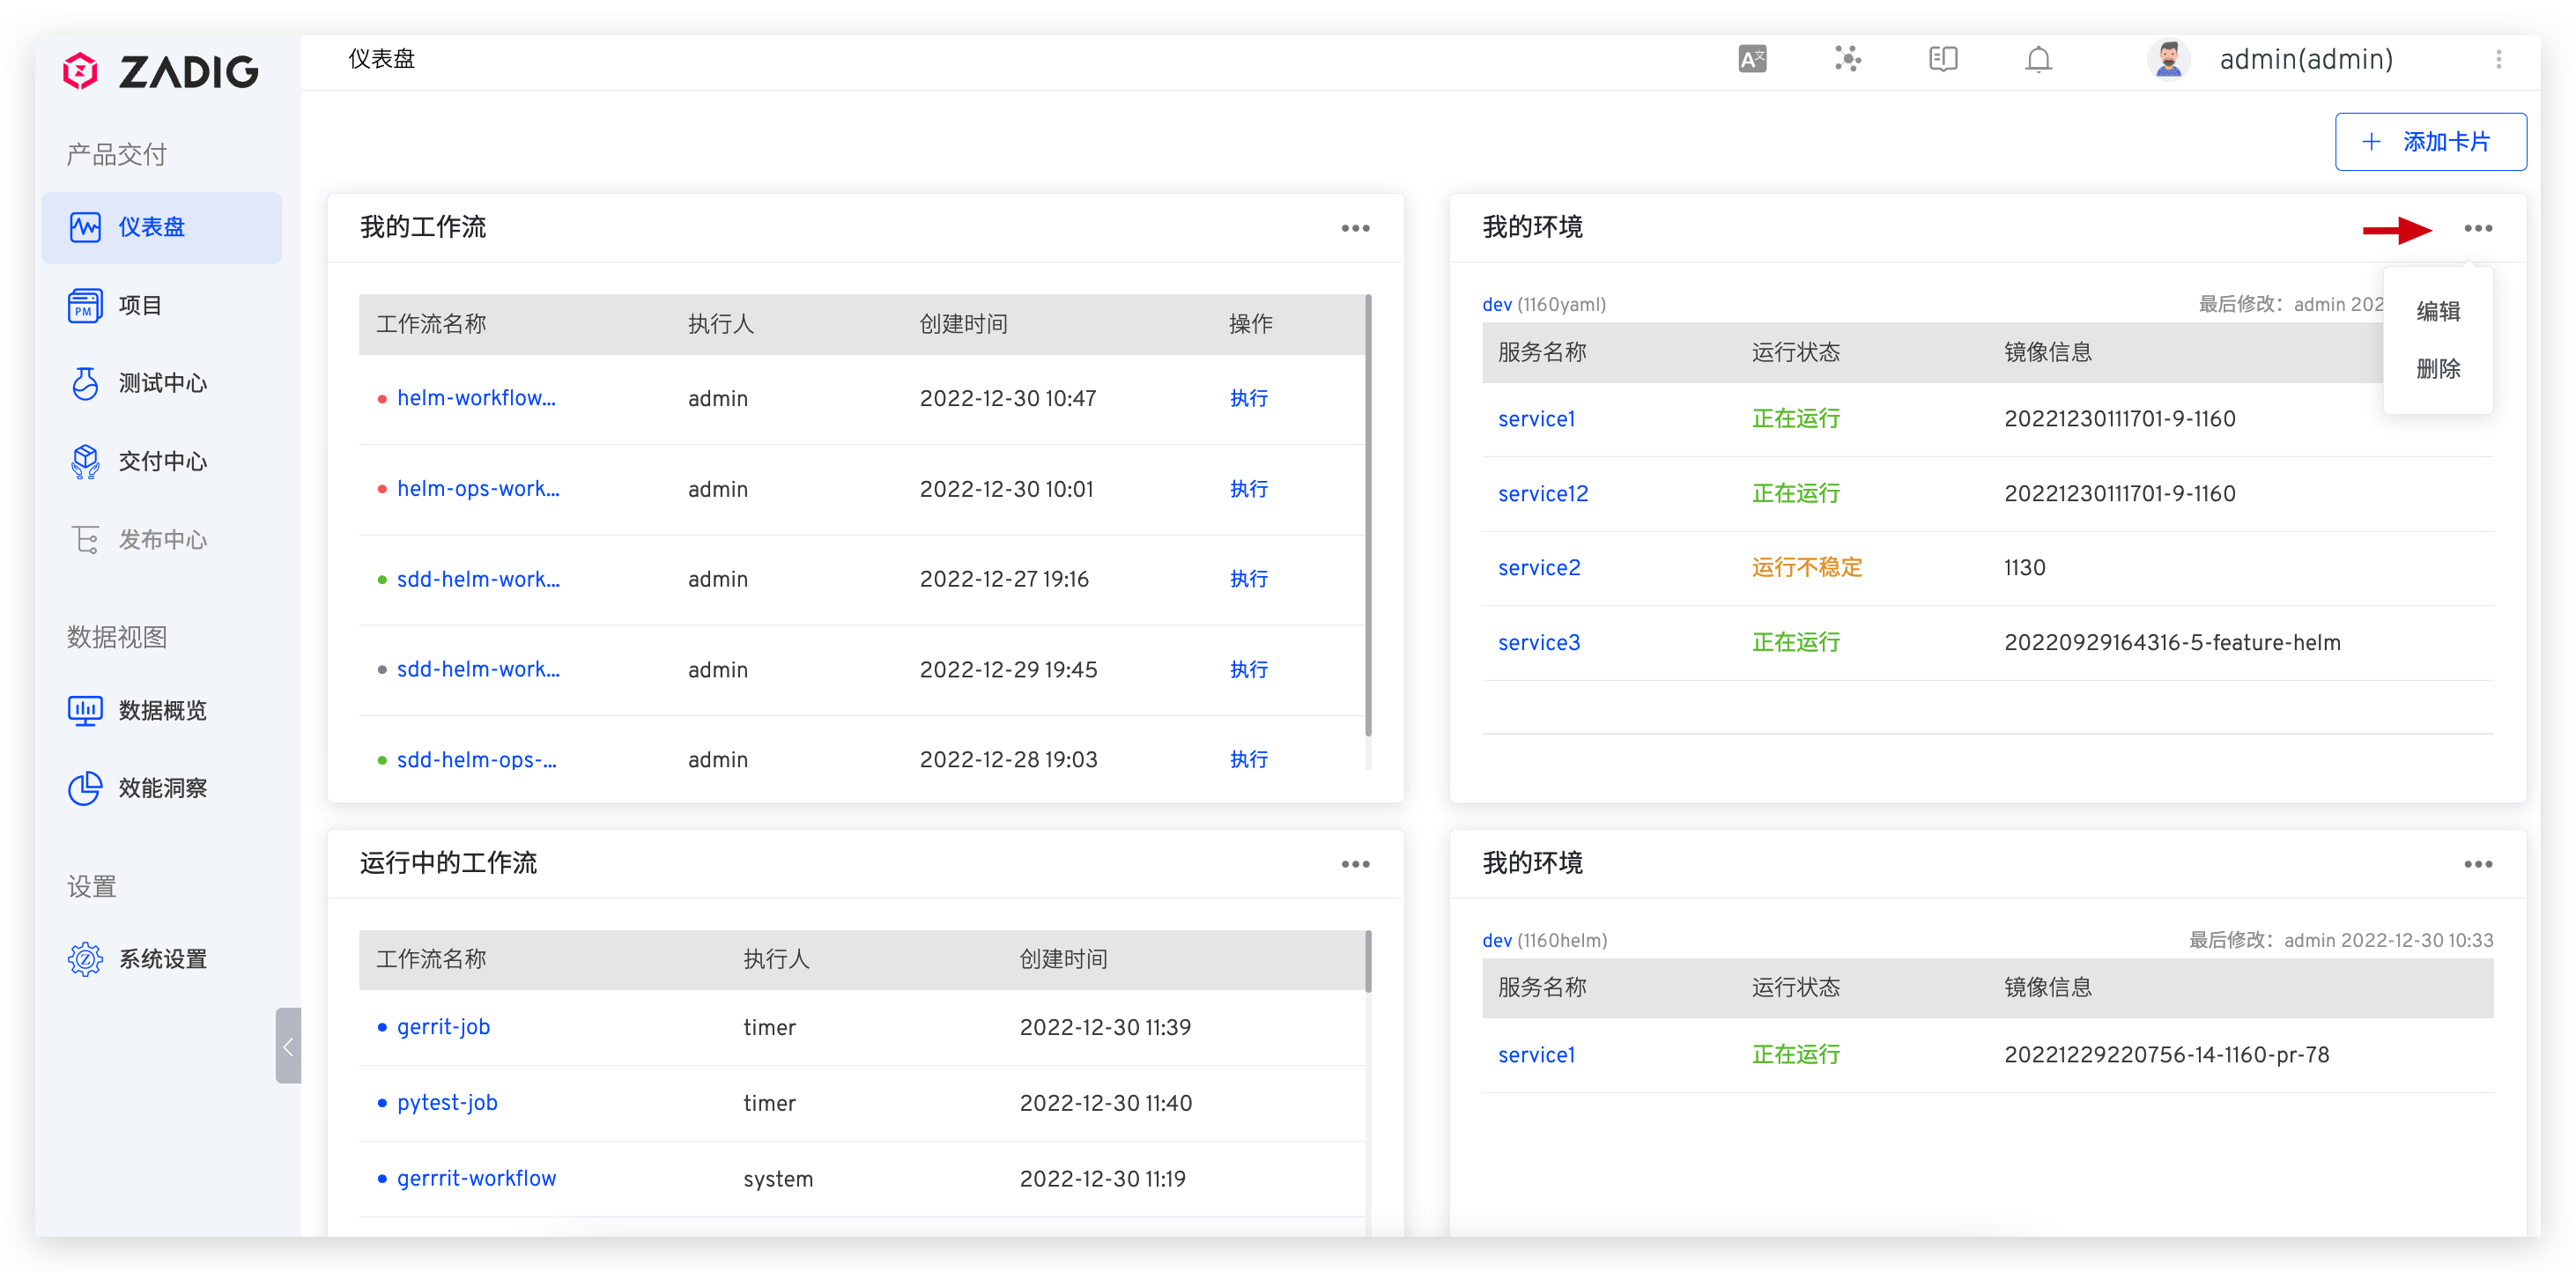 ZADIG
仪表盘
A文
admin(admin)
产品交付
仪表盘
PM 项目
测试中心
交付中心
发布中心
数据视图
数据概览
效能洞察
设置
系统设置
+ 添加卡片
我的工作流
工作流名称 执行人 创建时间 操作
helm-workflow... admin 2022-12-30 10:47 执行
helm-ops-work... admin 2022-12-30 10:01 执行
sdd-helm-work... admin 2022-12-27 19:16 执行
sdd-helm-work... admin 2022-12-29 19:45 执行
sdd-helm-ops-... admin 2022-12-28 19:03 执行
我的环境
编辑
删除
dev (1160yaml) 最后修改：admin 202
服务名称 运行状态 镜像信息
service1 正在运行 20221230111701-9-1160
service12 正在运行 20221230111701-9-1160
service2 运行不稳定 1130
service3 正在运行 20220929164316-5-feature-helm
运行中的工作流
工作流名称 执行人 创建时间
gerrit-job timer 2022-12-30 11:39
pytest-job timer 2022-12-30 11:40
gerrrit-workflow system 2022-12-30 11:19
我的环境
dev (1160helm) 最后修改：admin 2022-12-30 10:33
服务名称 运行状态 镜像信息
service1 正在运行 20221229220756-14-1160-pr-78